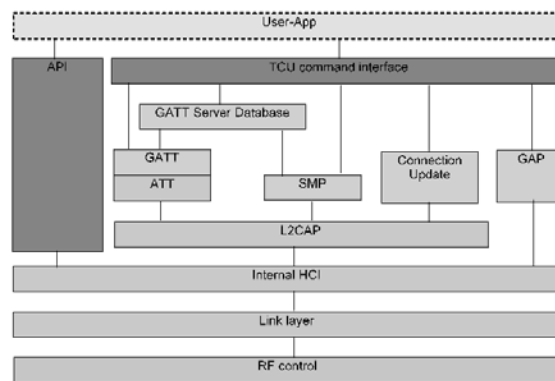 User-App
API
TCU command interface
GATT Server Database
GATT
ATT
SMP
Connection
Update
GAP
L2CAP
Internal HCI
Link layer
RF control